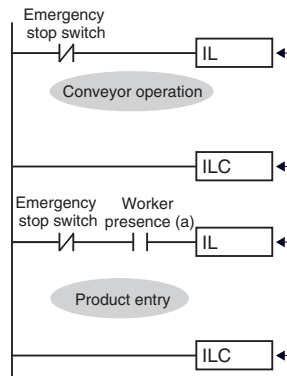 Emergency
stop switch
IL
Conveyor operation
ILC
Emergency
stop switch
Worker
presence (a)
IL
Product entry
ILC